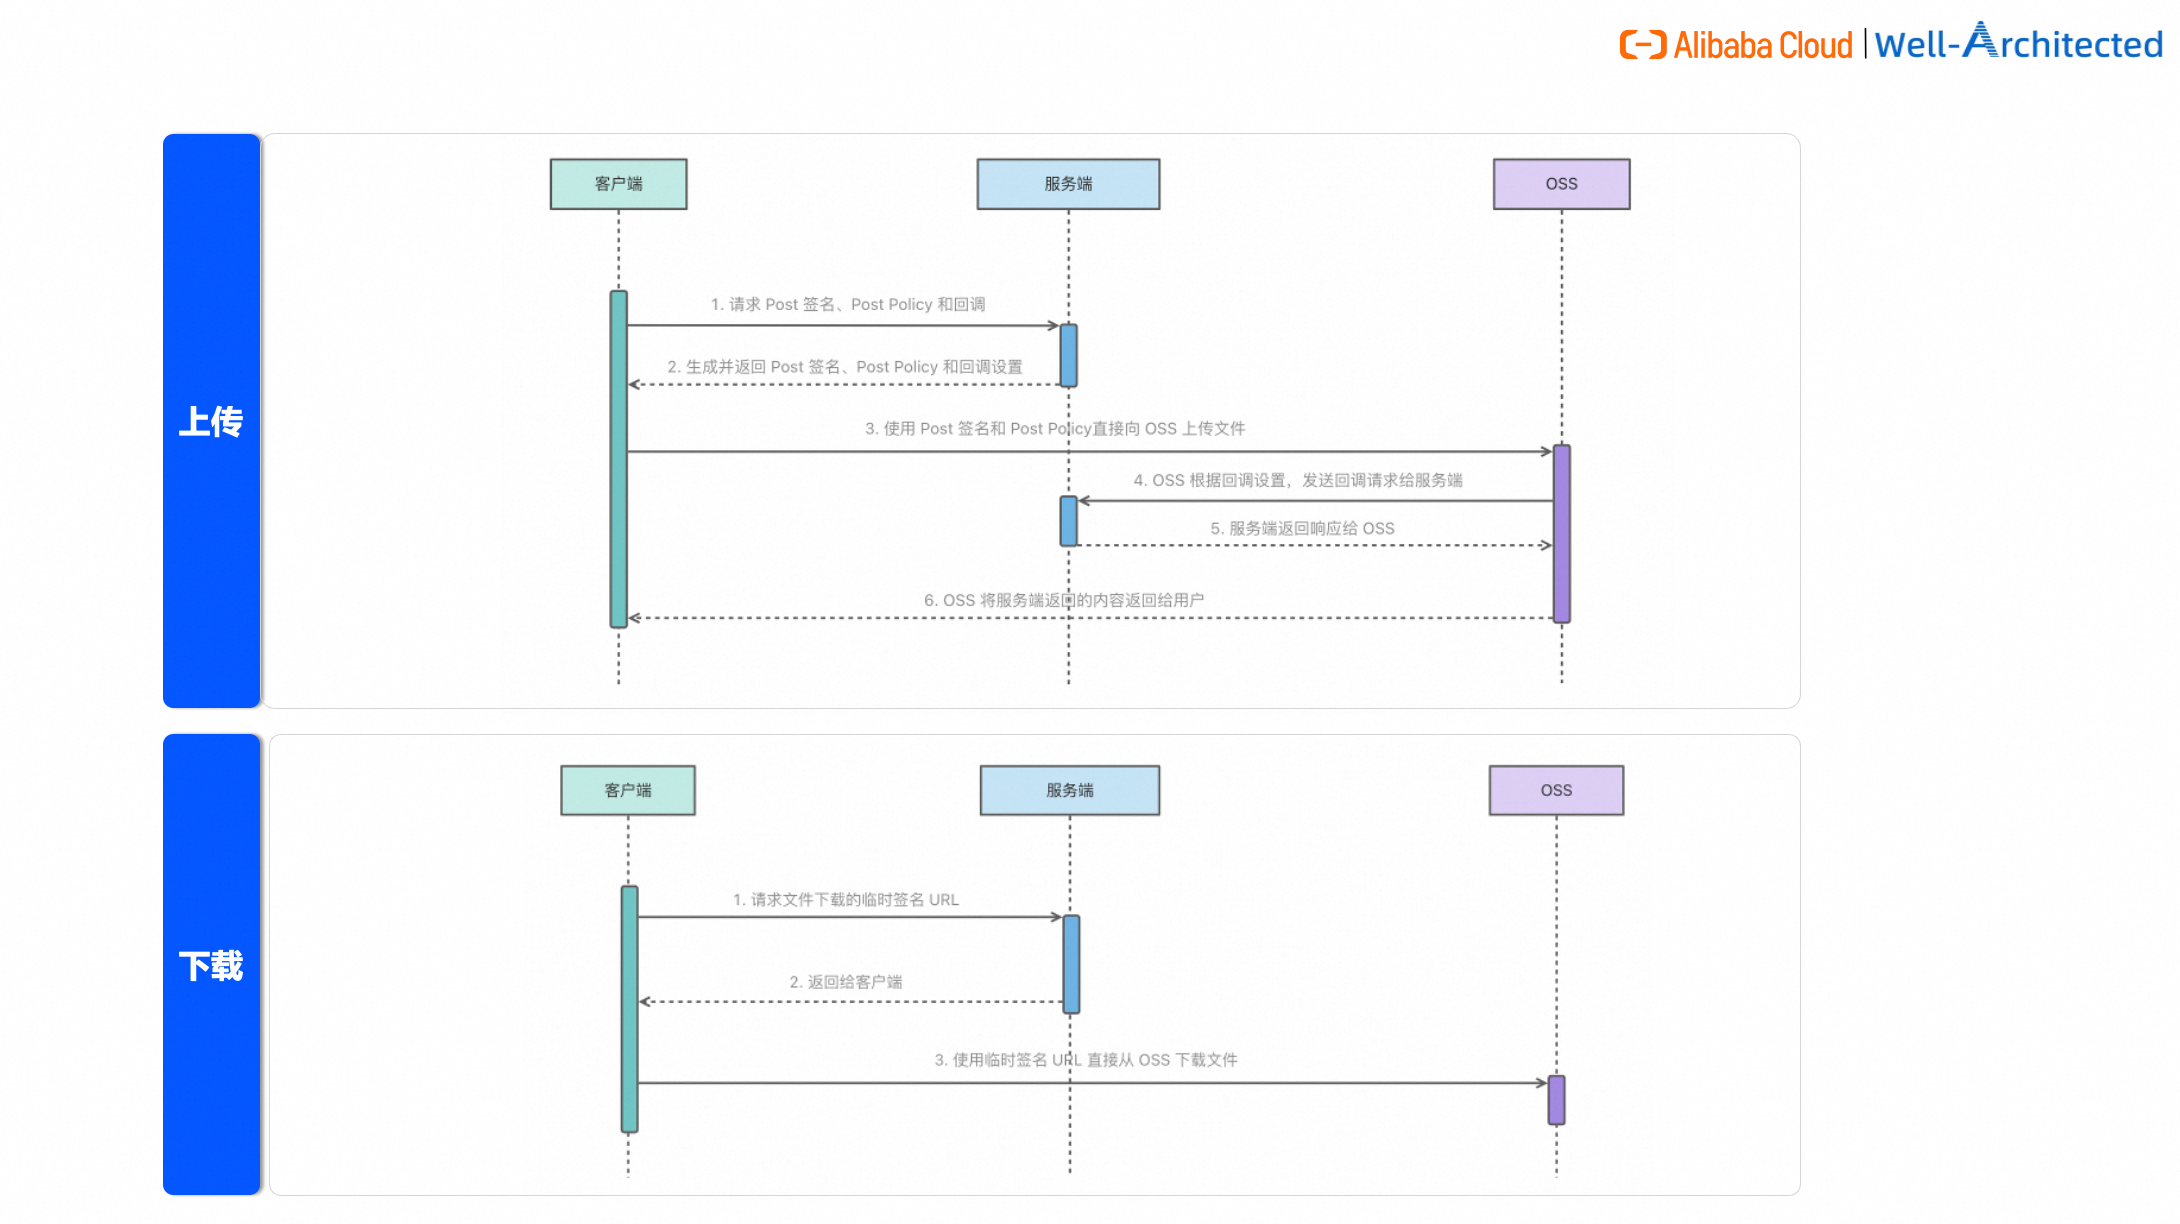 Alibaba Cloud | Well-Architected
上传
客户端
服务端
OSS
1. 请求 Post 签名、Post Policy 和回调
2. 生成并返回 Post 签名、Post Policy 和回调设置
3. 使用 Post 签名和 Post Policy直接向 OSS 上传文件
4. OSS 根据回调设置，发送回调请求给服务端
5. 服务端返回响应给 OSS
6. OSS 将服务端返回的内容返回给用户
下载
客户端
服务端
OSS
1. 请求文件下载的临时签名 URL
2. 返回给客户端
3. 使用临时签名 URL 直接从 OSS 下载文件